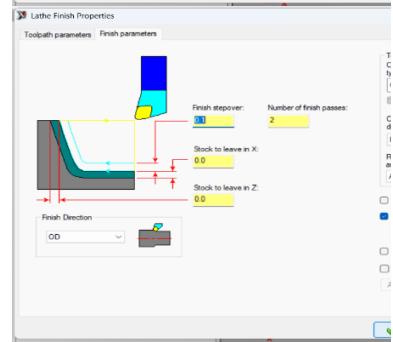 Lathe Finish Properties
Toolpath parameters Finish parameters
Finish stepover: Number of finish passes:
0.1 2
Stock to leave in X:
0.0
Stock to leave in Z:
0.0
Finish Direction
OD